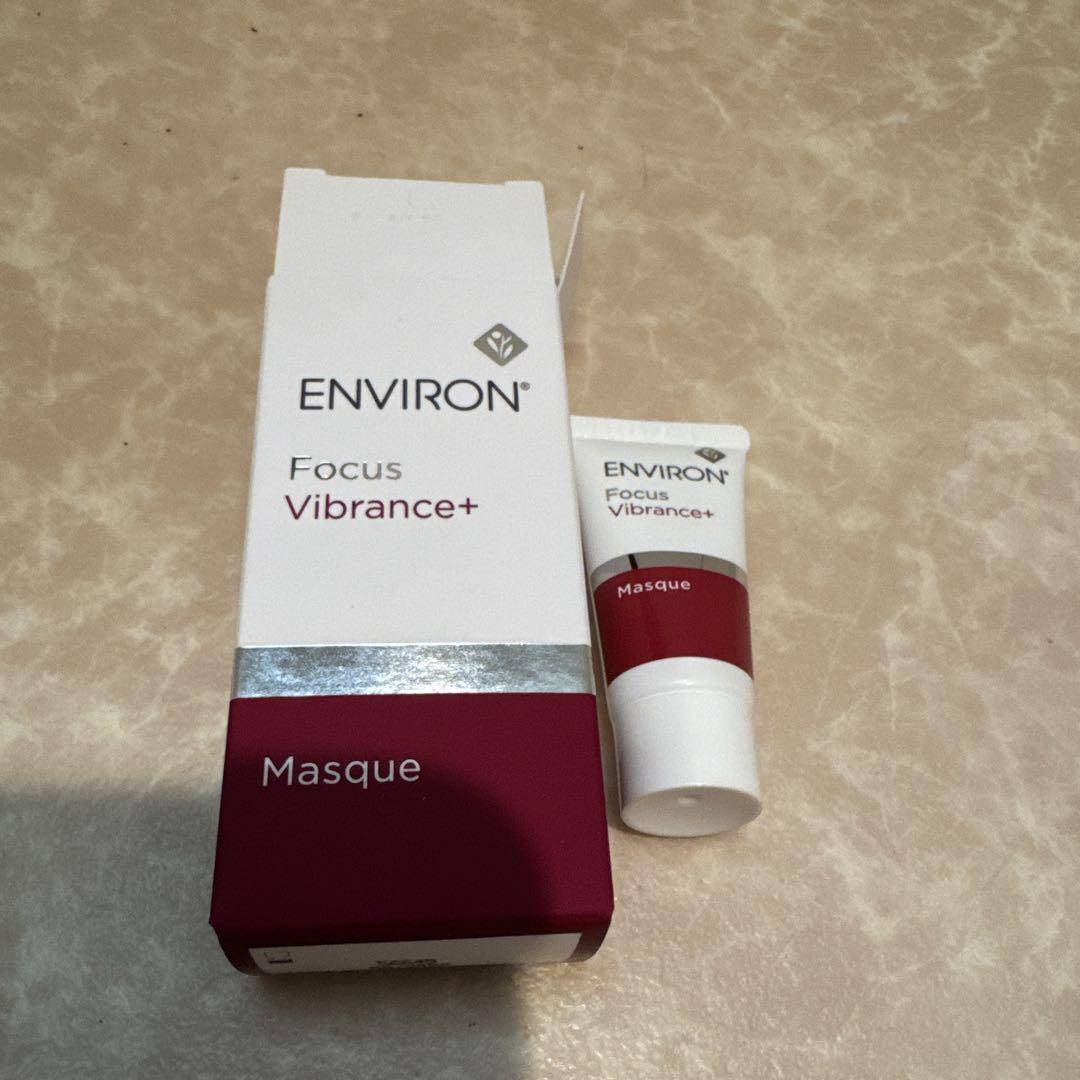 ENVIRON®
Focus
Vibrance+
Masque
ENVIRON®
Focus
Vibrance+
Masque